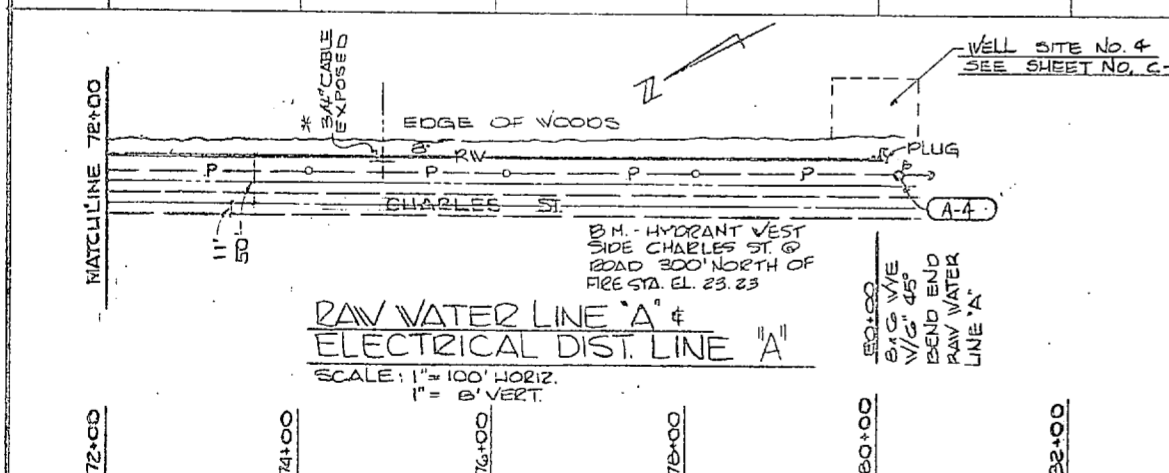 MATCHLINE 72+00
* 3/4" CABLE
EXPOSED
Z
WELL SITE NO. 4
SEE SHEET NO. C-
EDGE OF WOODS
8"
RW
PLUG
P
P
P
P
CHARLES ST.
11'
50'
A-4
B.M. - HYDRANT WEST
SIDE CHARLES ST. @
ROAD 300' NORTH OF
FIRE STA. EL. 23.23
80+00
8x6 WYE
W/6" 45°
BEND END
RAW WATER
LINE "A"
RAW WATER LINE "A" &
ELECTRICAL DIST. LINE "A"
SCALE: 1" = 100' HORIZ.
1" = 8' VERT.
72+00
74+00
76+00
78+00
80+00
82+00